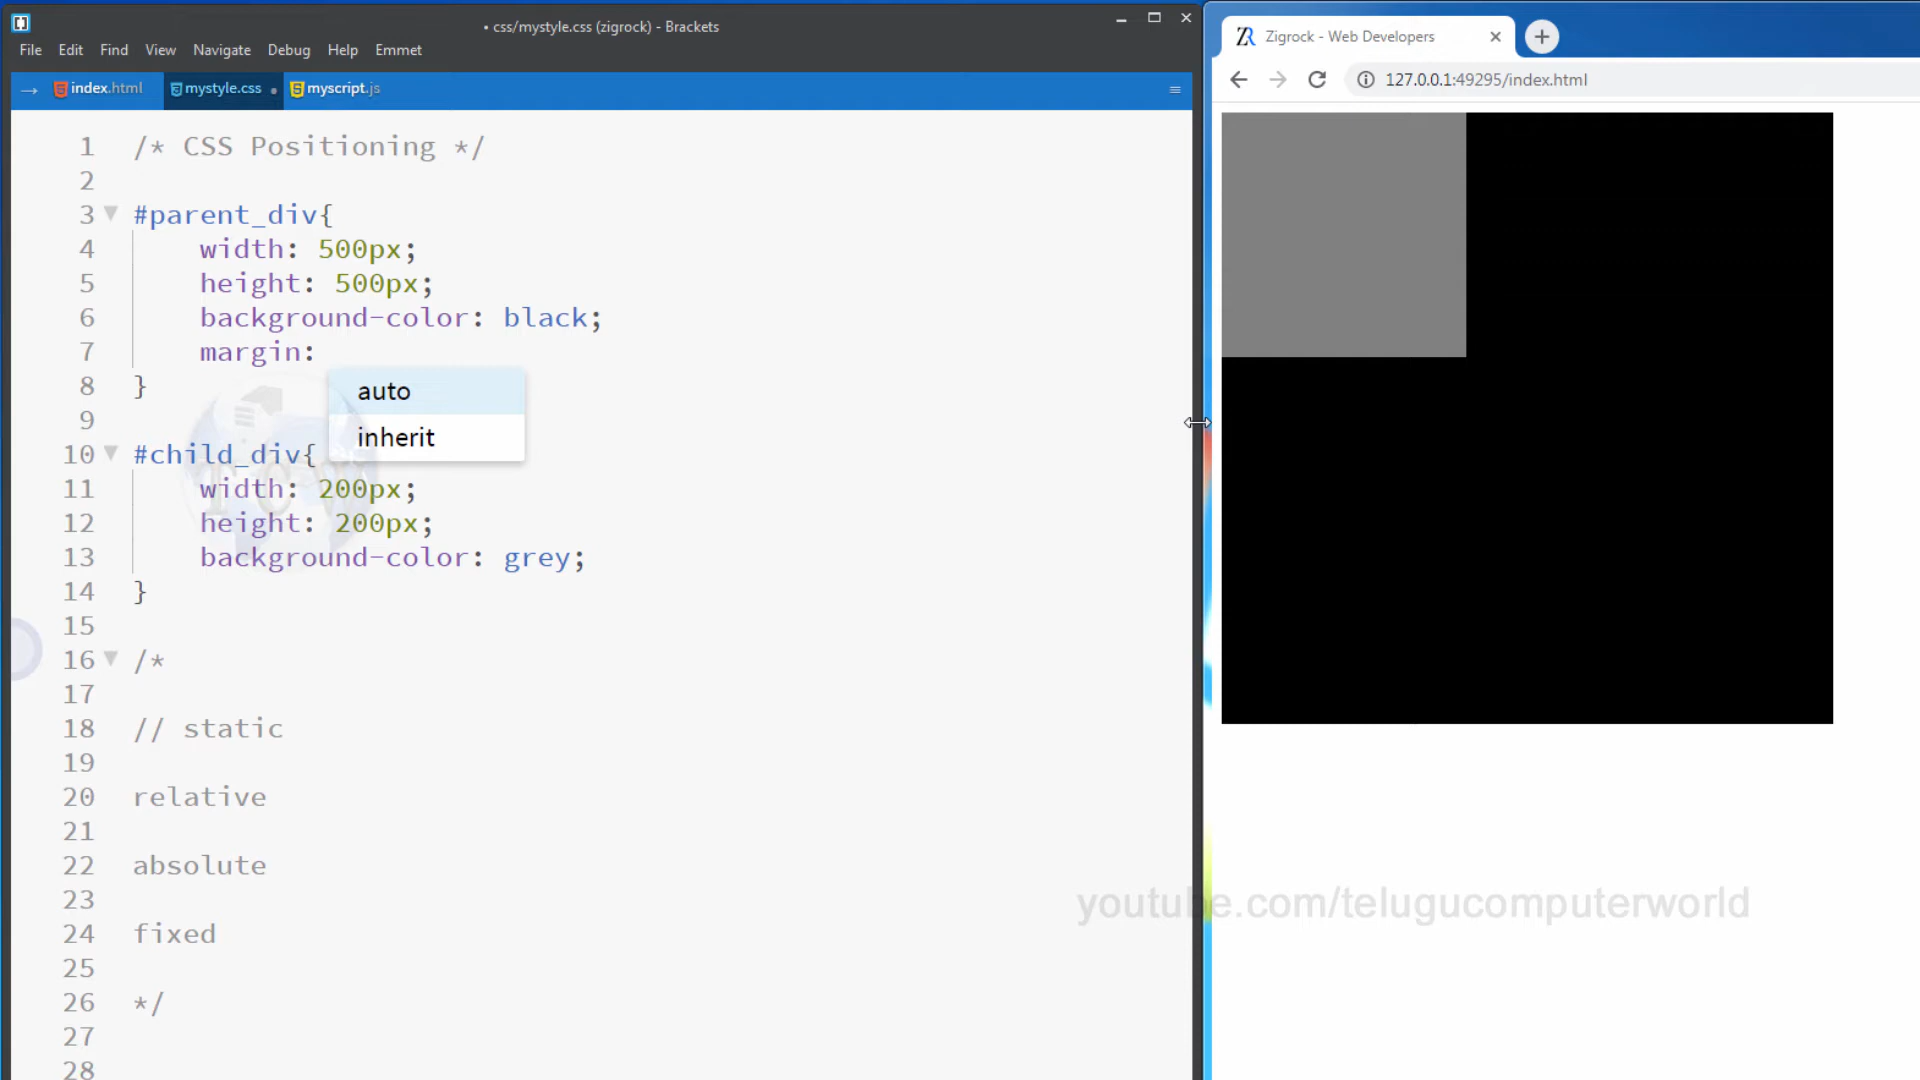 • css/mystyle.css (zigrock) - Brackets
File Edit Find View Navigate Debug Help Emmet
index.html mystyle.css myscript.js
1 /* CSS Positioning */
2
3 #parent_div{
4 width: 500px;
5 height: 500px;
6 background-color: black;
7 margin:
8 }
9
10 #child_div{
11 width: 200px;
12 height: 200px;
13 background-color: grey;
14 }
15
16 /*
17
18 // static
19
20 relative
21
22 absolute
23
24 fixed
25
26 */
27
28
auto
inherit
TCW
Zigrock - Web Developers
127.0.0.1:49295/index.html
youtube.com/telugucomputerworld